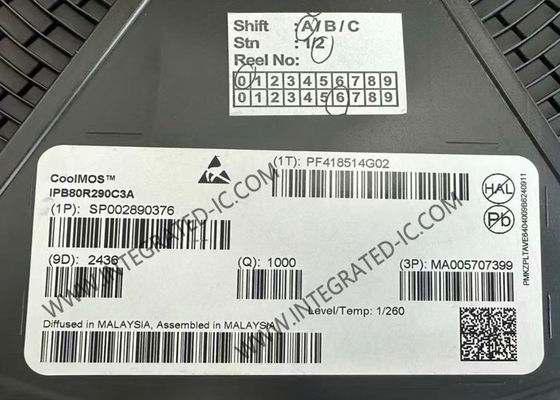 Shift : A / B / C
Stn : 1/2
Reel No:
0 1 2 3 4 5 6 7 8 9
0 1 2 3 4 5 6 7 8 9
CoolMOS™
IPB80R290C3A
(1P): SP002890376
(1T): PF418514G02
HAL
Pb
(9D): 2436
(Q): 1000
(3P): MA005707399
Level/Temp: 1/260
Diffused in MALAYSIA, Assembled in MALAYSIA
PMKZPLTAVE6404009B6240911
WWW.INTEGRATED-IC.COM
WWW.INTEGRATED-IC.COM